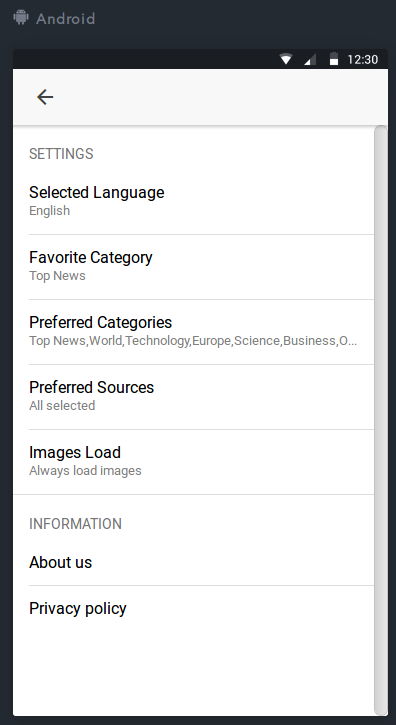 Android
12:30
SETTINGS
Selected Language
English
Favorite Category
Top News
Preferred Categories
Top News,World,Technology,Europe,Science,Business,O...
Preferred Sources
All selected
Images Load
Always load images
INFORMATION
About us
Privacy policy